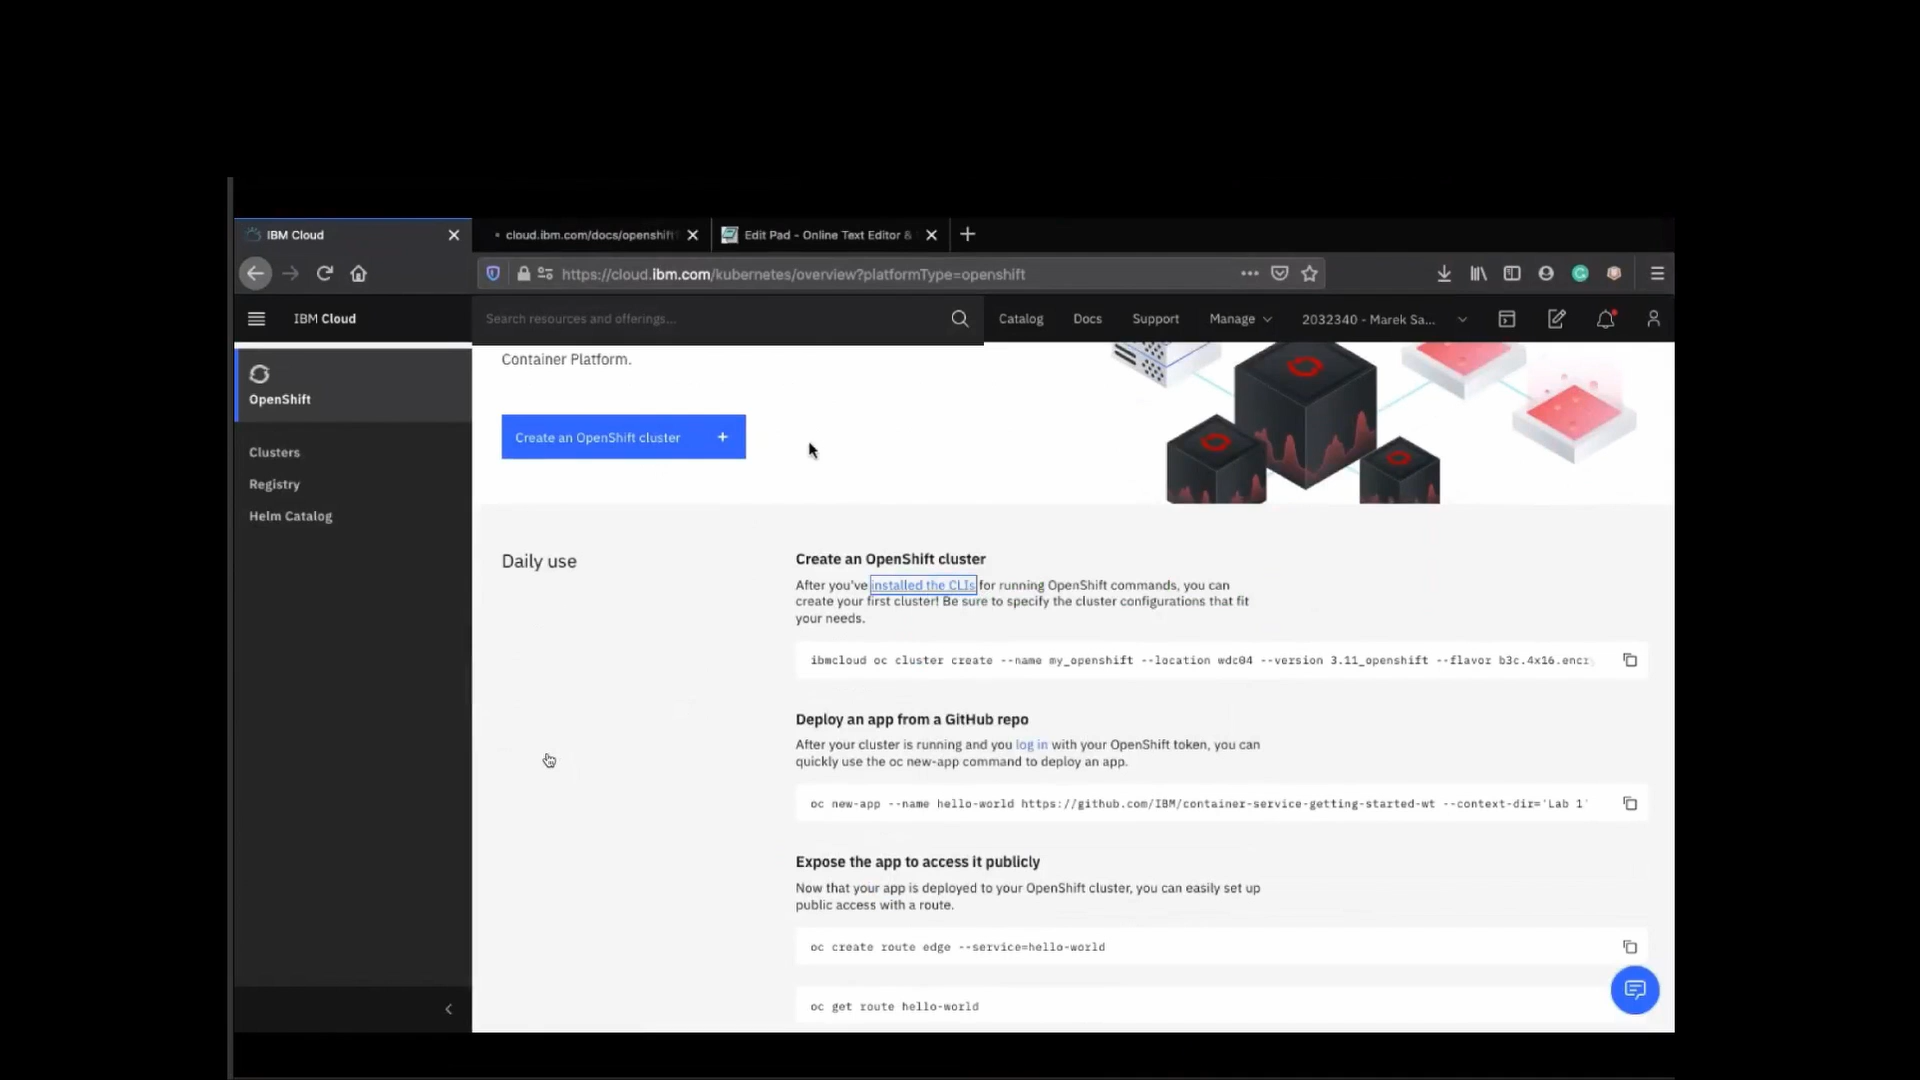 IBM Cloud
cloud.ibm.com/docs/openshift
Edit Pad - Online Text Editor &
https://cloud.ibm.com/kubernetes/overview?platformType=openshift
IBM Cloud
Search resources and offerings...
Catalog
Docs
Support
Manage
2032340 - Marek Sa...
OpenShift
Clusters
Registry
Helm Catalog
Container Platform.
Create an OpenShift cluster +
Daily use
Create an OpenShift cluster
After you've installed the CLIs for running OpenShift commands, you can
create your first cluster! Be sure to specify the cluster configurations that fit
your needs.
ibmcloud oc cluster create --name my_openshift --location wdc04 --version 3.11_openshift --flavor b3c.4x16.encr
Deploy an app from a GitHub repo
After your cluster is running and you log in with your OpenShift token, you can
quickly use the oc new-app command to deploy an app.
oc new-app --name hello-world https://github.com/IBM/container-service-getting-started-wt --context-dir='Lab 1'
Expose the app to access it publicly
Now that your app is deployed to your OpenShift cluster, you can easily set up
public access with a route.
oc create route edge --service=hello-world
oc get route hello-world